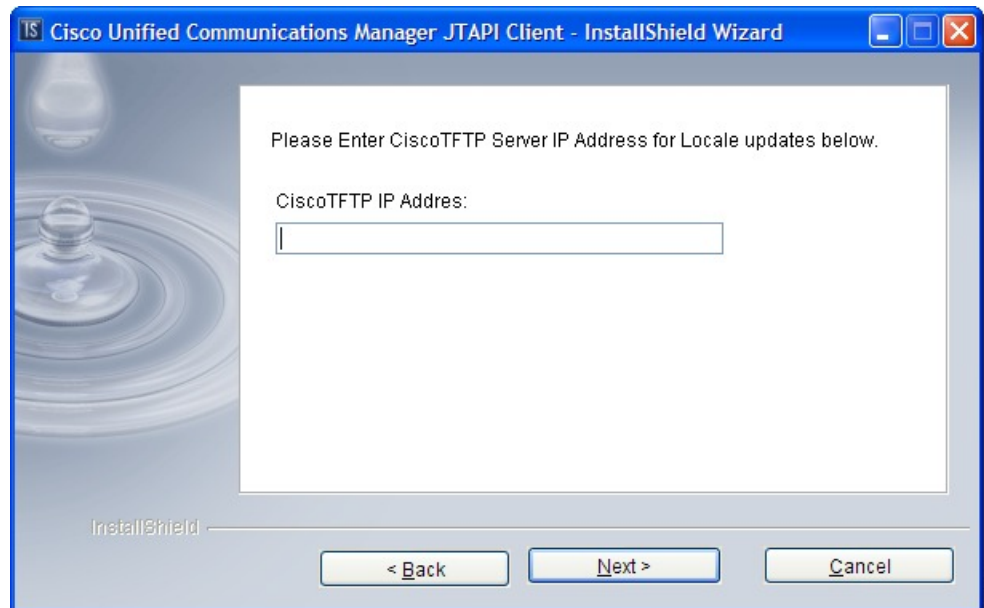 IS Cisco Unified Communications Manager JTAPI Client - InstallShield Wizard
Please Enter CiscoTFTP Server IP Address for Locale updates below.
CiscoTFTP IP Addres:
InstallShield
< Back
Next >
Cancel